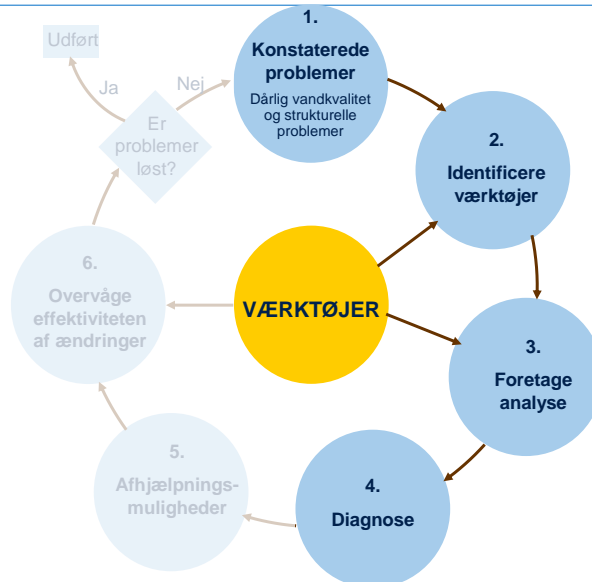 1.
Konstaterede
problemer
Dårlig vandkvalitet
og strukturelle
problemer
2.
Identificere
værktøjer
3.
Foretage
analyse
4.
Diagnose
5.
Afhjælpnings-
muligheder
6.
Overvåge
effektiviteten
af ændringer
Er
problemer
løst?
Ja
Nej
Udført
VÆRKTØJER